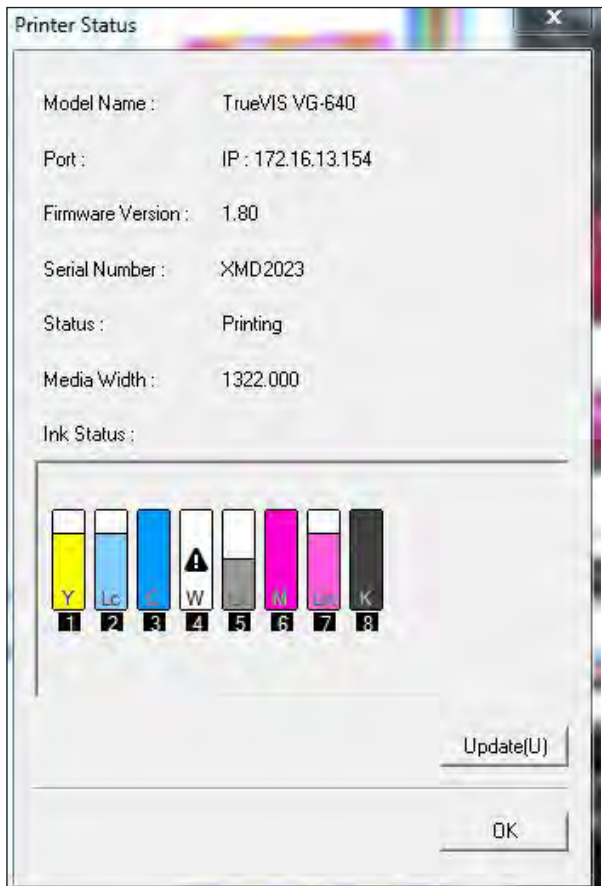 Printer Status
X
Model Name : TrueVIS VG-640
Port : IP : 172.16.13.154
Firmware Version : 1.80
Serial Number : XMD2023
Status : Printing
Media Width : 1322.000
Ink Status :
Y Lc C W M Lm K
1 2 3 4 5 6 7 8
Update(U)
OK